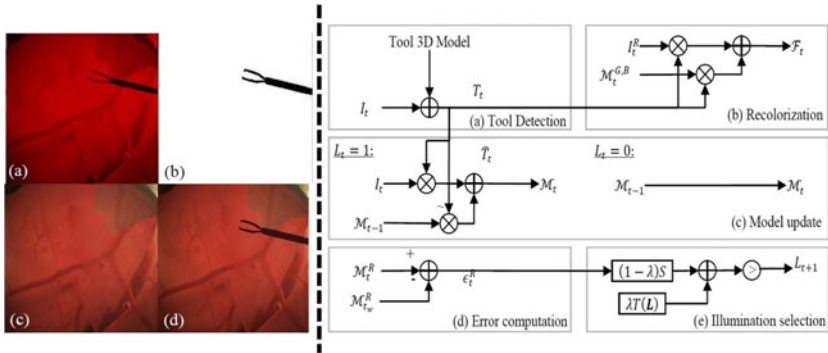 (a)
(b)
(c)
(d)
Tool 3D Model
I_t
T_t
(a) Tool Detection
I_t^R
M_t^{G,B}
F_t
(b) Recolorization
L_t = 1:
T̄_t
I_t
M_t
M_{t-1}
~
L_t = 0:
M_{t-1}
M_t
(c) Model update
M_t^R
+
-
M_{t_w}^R
ϵ_t^R
(d) Error computation
(1 − λ)S
λT(L)
>
L_{t+1}
(e) Illumination selection